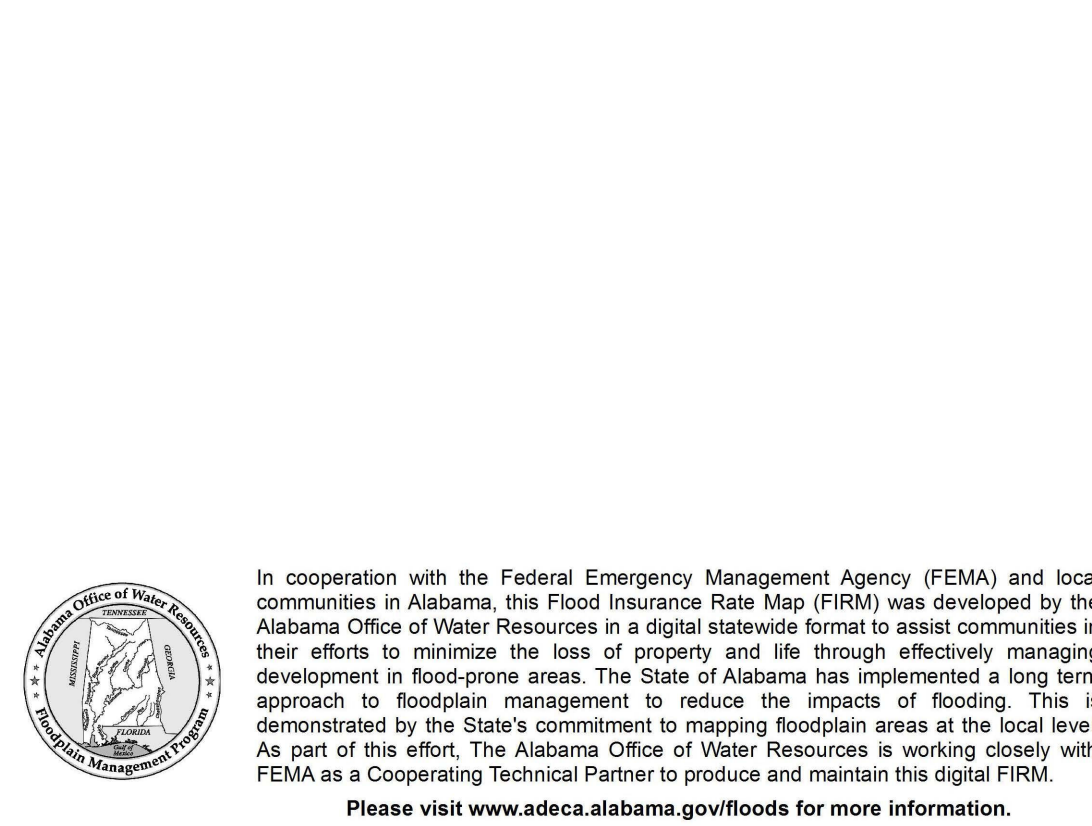 Alabama Office of Water Resources
TENNESSEE
MISSISSIPPI
GEORGIA
FLORIDA
Gulf of
Mexico
Floodplain Management Program
In cooperation with the Federal Emergency Management Agency (FEMA) and loca
communities in Alabama, this Flood Insurance Rate Map (FIRM) was developed by the
Alabama Office of Water Resources in a digital statewide format to assist communities in
their efforts to minimize the loss of property and life through effectively managing
development in flood-prone areas. The State of Alabama has implemented a long term
approach to floodplain management to reduce the impacts of flooding. This is
demonstrated by the State's commitment to mapping floodplain areas at the local level
As part of this effort, The Alabama Office of Water Resources is working closely with
FEMA as a Cooperating Technical Partner to produce and maintain this digital FIRM.
Please visit www.adeca.alabama.gov/floods for more information.